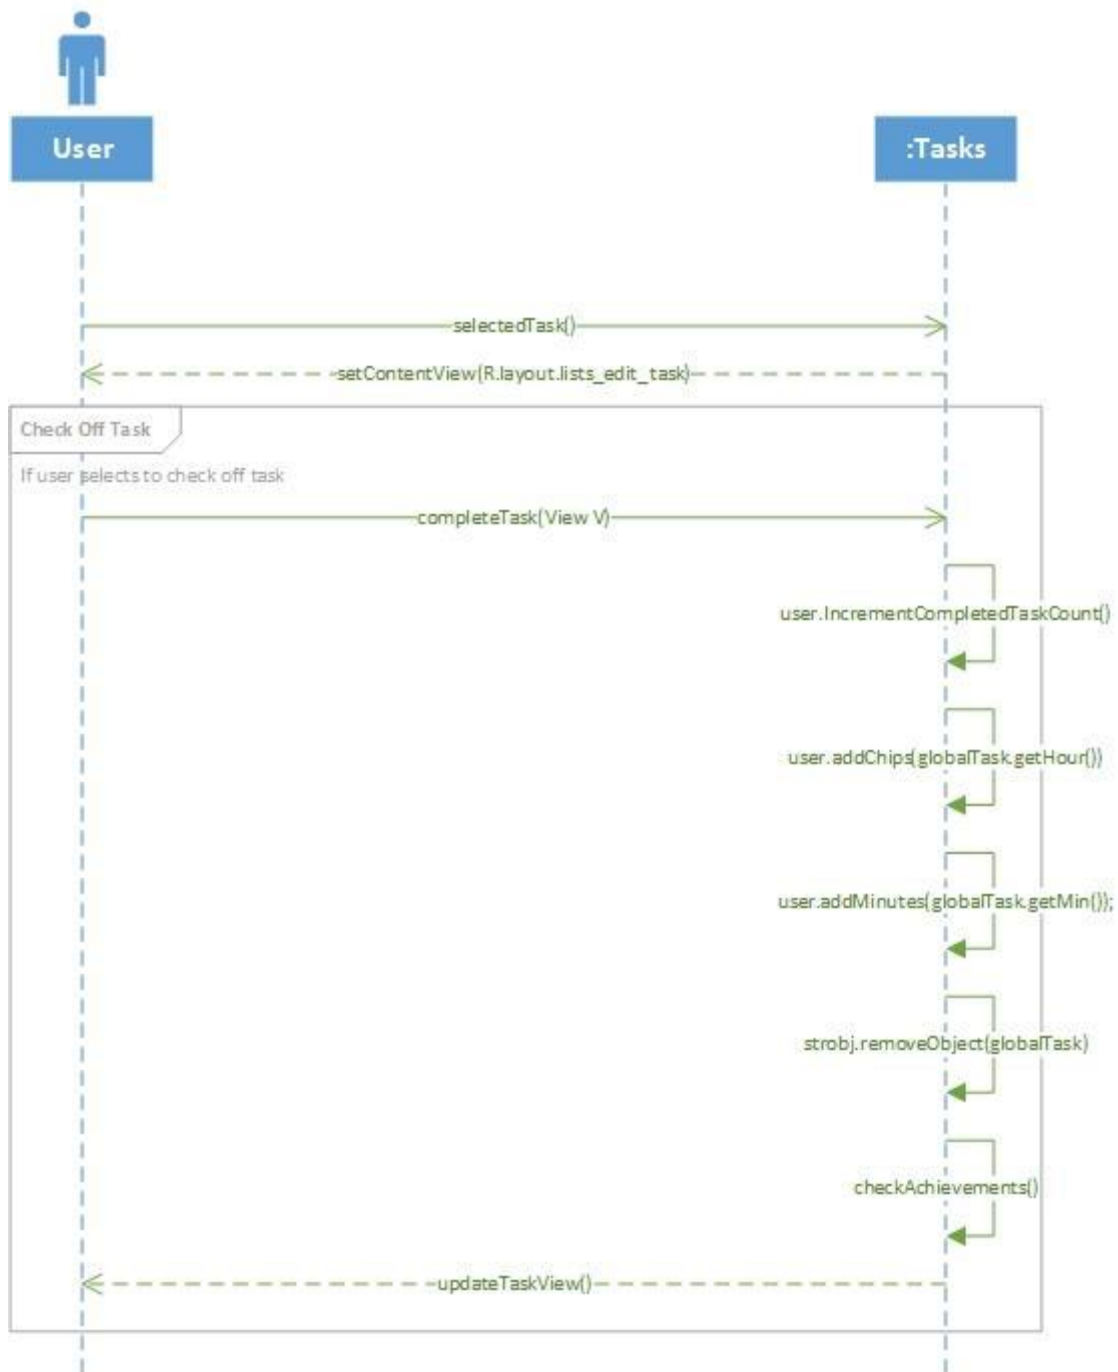 User
:Tasks
selectedTask()
setContentView(R.layout.lists_edit_task)
Check Off Task
If user selects to check off task
completeTask(View V)
user.IncrementCompletedTaskCount()
user.addChips(globalTask.getHour())
user.addMinutes(globalTask.getMin());
strobj.removeObject(globalTask)
checkAchievements()
updateTaskView()